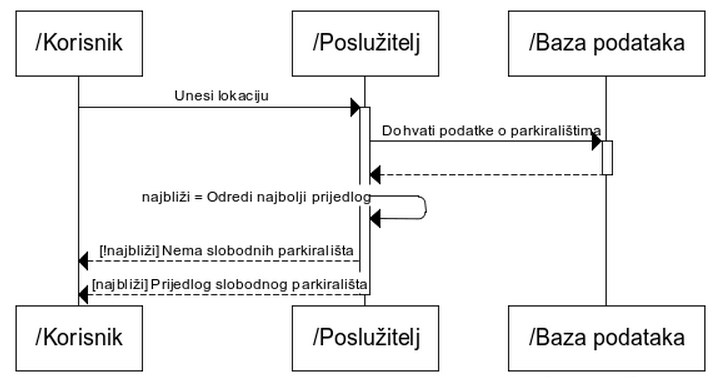 /Korisnik
/Poslužitelj
/Baza podataka
Unesi lokaciju
Dohvati podatke o parkiralištima
najbliži = Odredi najbolji prijedlog
[!najbliži] Nema slobodnih parkirališta
[najbliži] Prijedlog slobodnog parkirališta
/Korisnik
/Poslužitelj
/Baza podataka